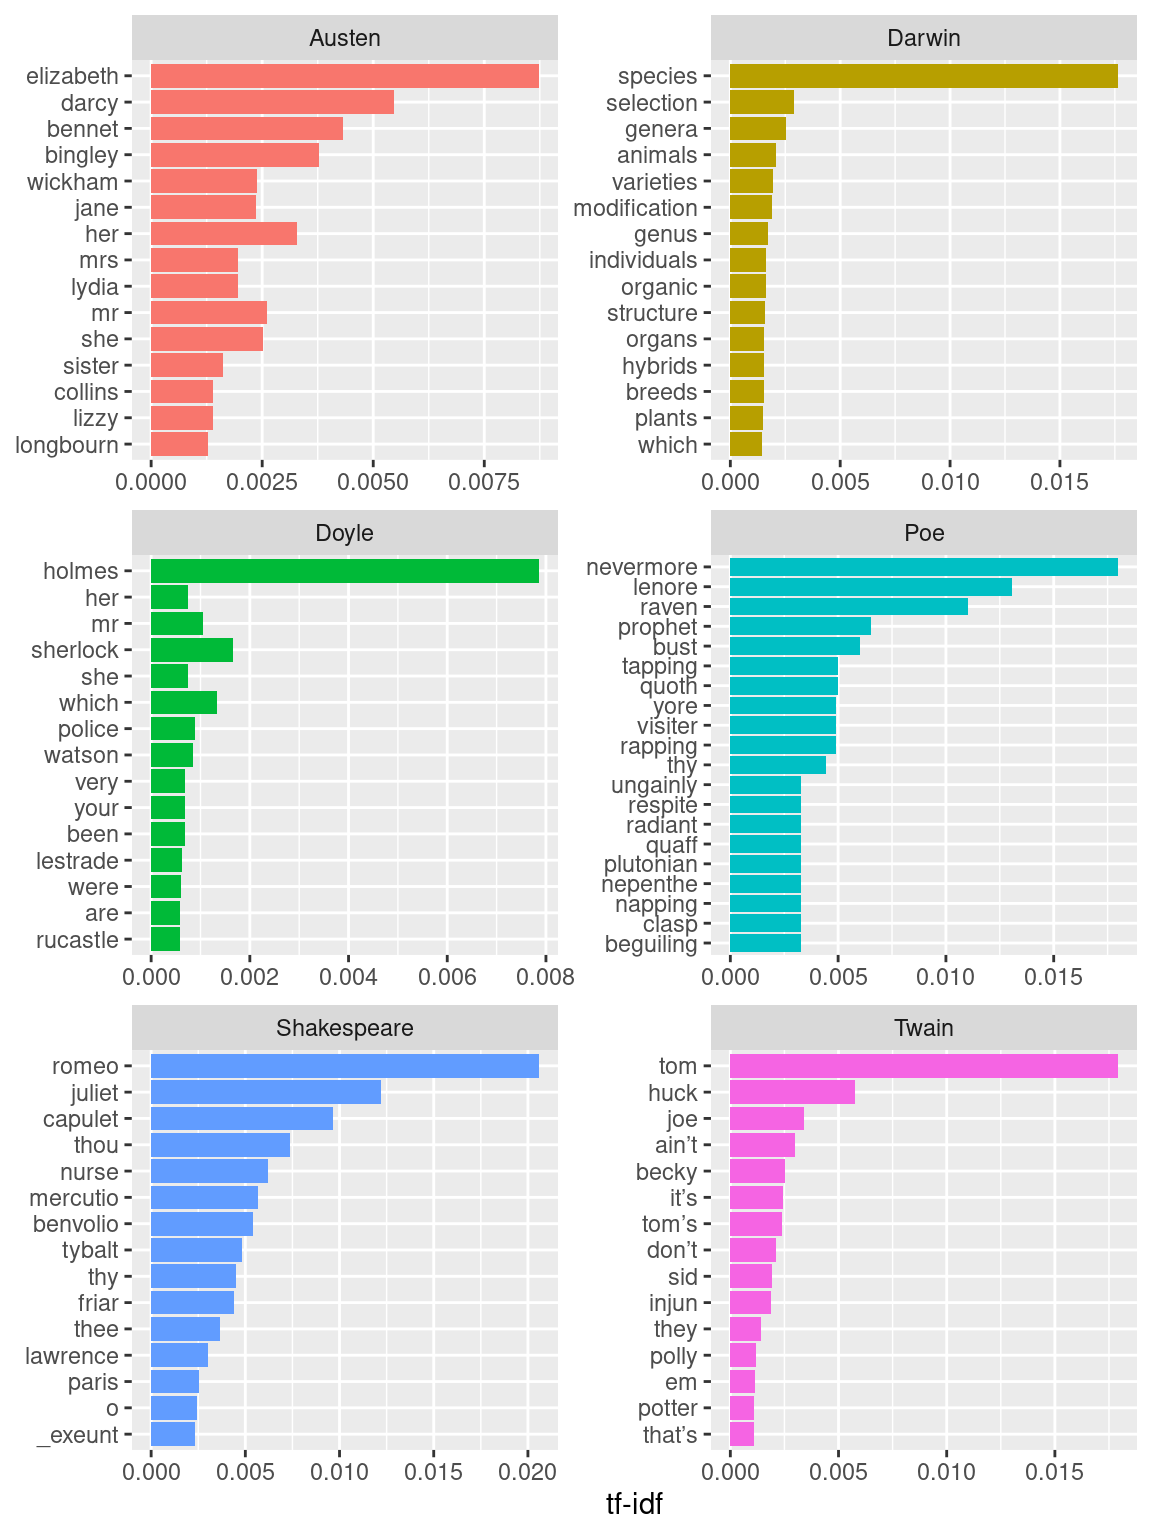 Austen
elizabeth
darcy
bennet
bingley
wickham
jane
her
mrs
lydia
mr
she
sister
collins
lizzy
longbourn
0.0000 0.0025 0.0050 0.0075
Darwin
species
selection
genera
animals
varieties
modification
genus
individuals
organic
structure
organs
hybrids
breeds
plants
which
0.000 0.005 0.010 0.015
Doyle
holmes
her
mr
sherlock
she
which
police
watson
very
your
been
lestrade
were
are
rucastle
0.000 0.002 0.004 0.006 0.008
Poe
nevermore
lenore
raven
prophet
bust
tapping
quoth
yore
visiter
rapping
thy
ungainly
respite
radiant
quaff
plutonian
nepenthe
napping
clasp
beguiling
0.000 0.005 0.010 0.015
Shakespeare
romeo
juliet
capulet
thou
nurse
mercutio
benvolio
tybalt
thy
friar
thee
lawrence
paris
o
_exeunt
0.000 0.005 0.010 0.015 0.020
Twain
tom
huck
joe
ain’t
becky
it’s
tom’s
don’t
sid
injun
they
polly
em
potter
that’s
0.000 0.005 0.010 0.015
tf-idf